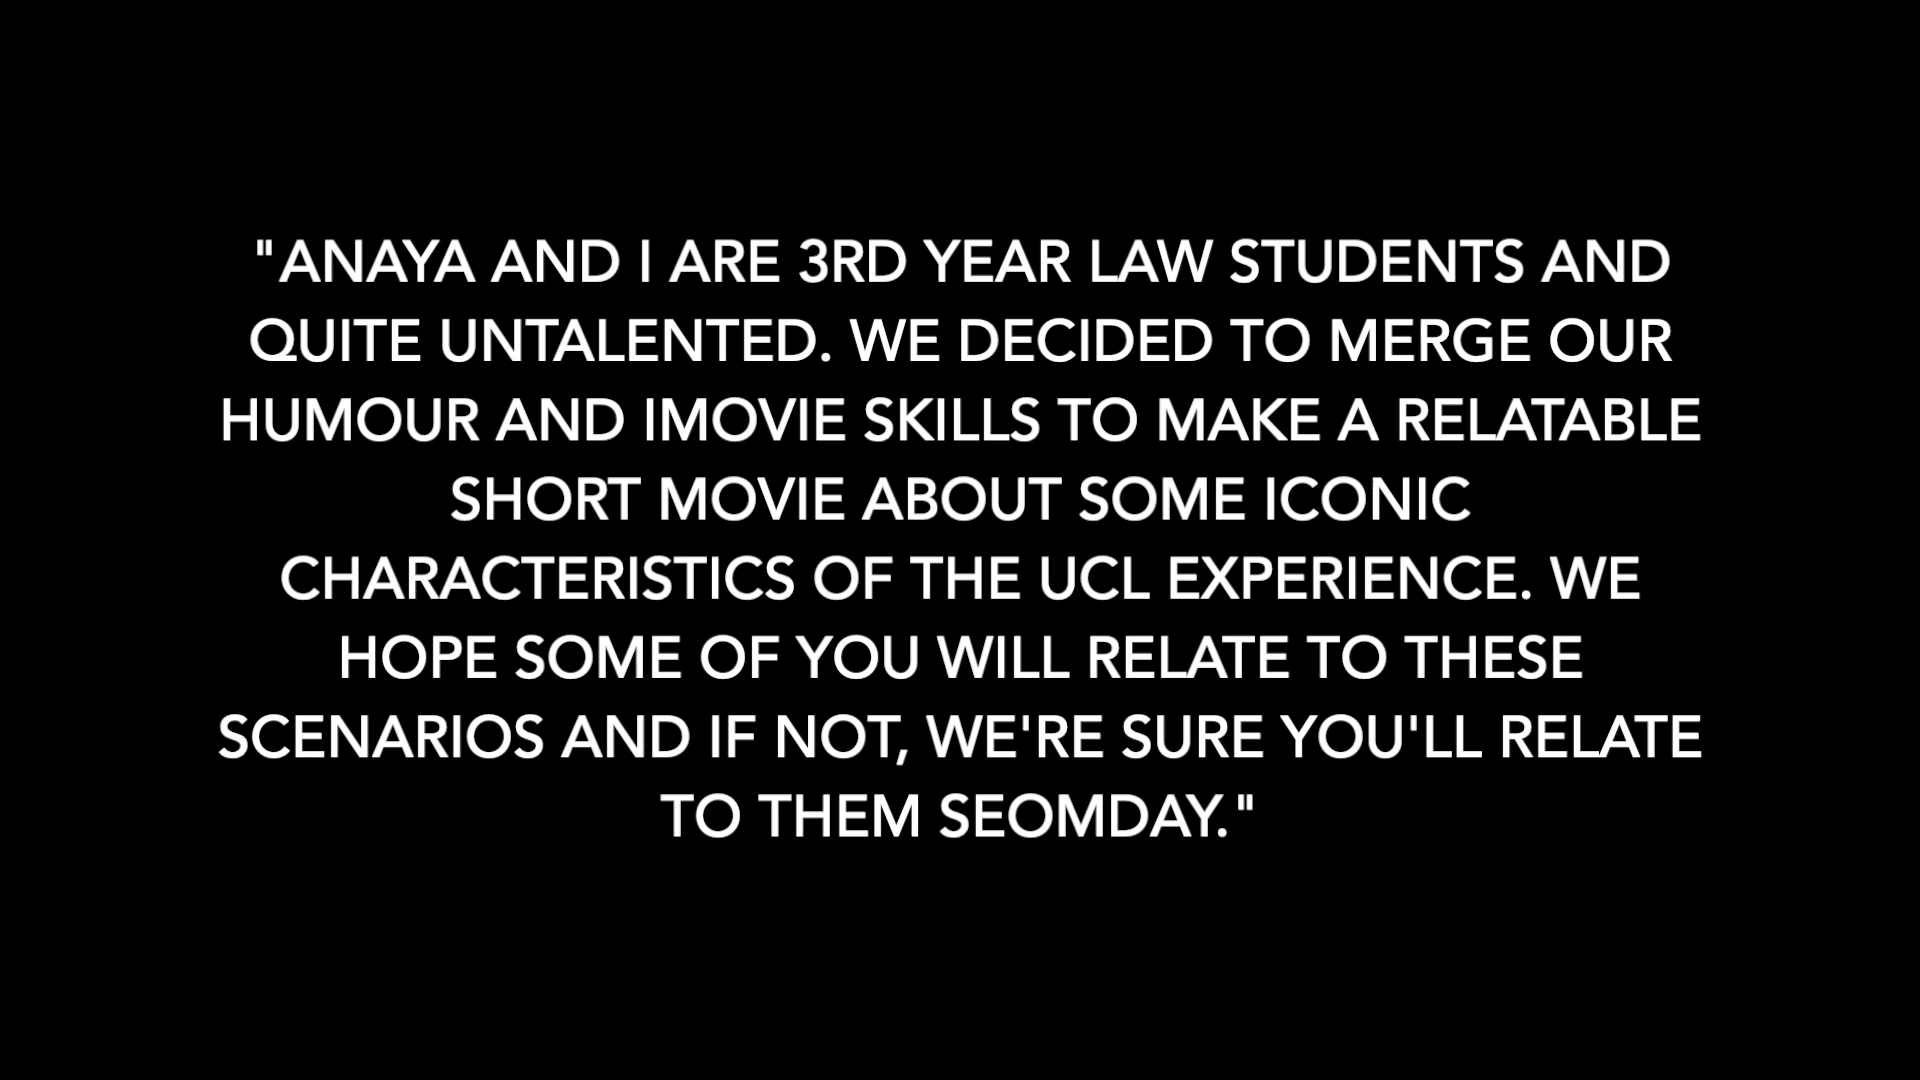 "ANAYA AND I ARE 3RD YEAR LAW STUDENTS AND
QUITE UNTALENTED. WE DECIDED TO MERGE OUR
HUMOUR AND IMOVIE SKILLS TO MAKE A RELATABLE
SHORT MOVIE ABOUT SOME ICONIC
CHARACTERISTICS OF THE UCL EXPERIENCE. WE
HOPE SOME OF YOU WILL RELATE TO THESE
SCENARIOS AND IF NOT, WE'RE SURE YOU'LL RELATE
TO THEM SEOMDAY."